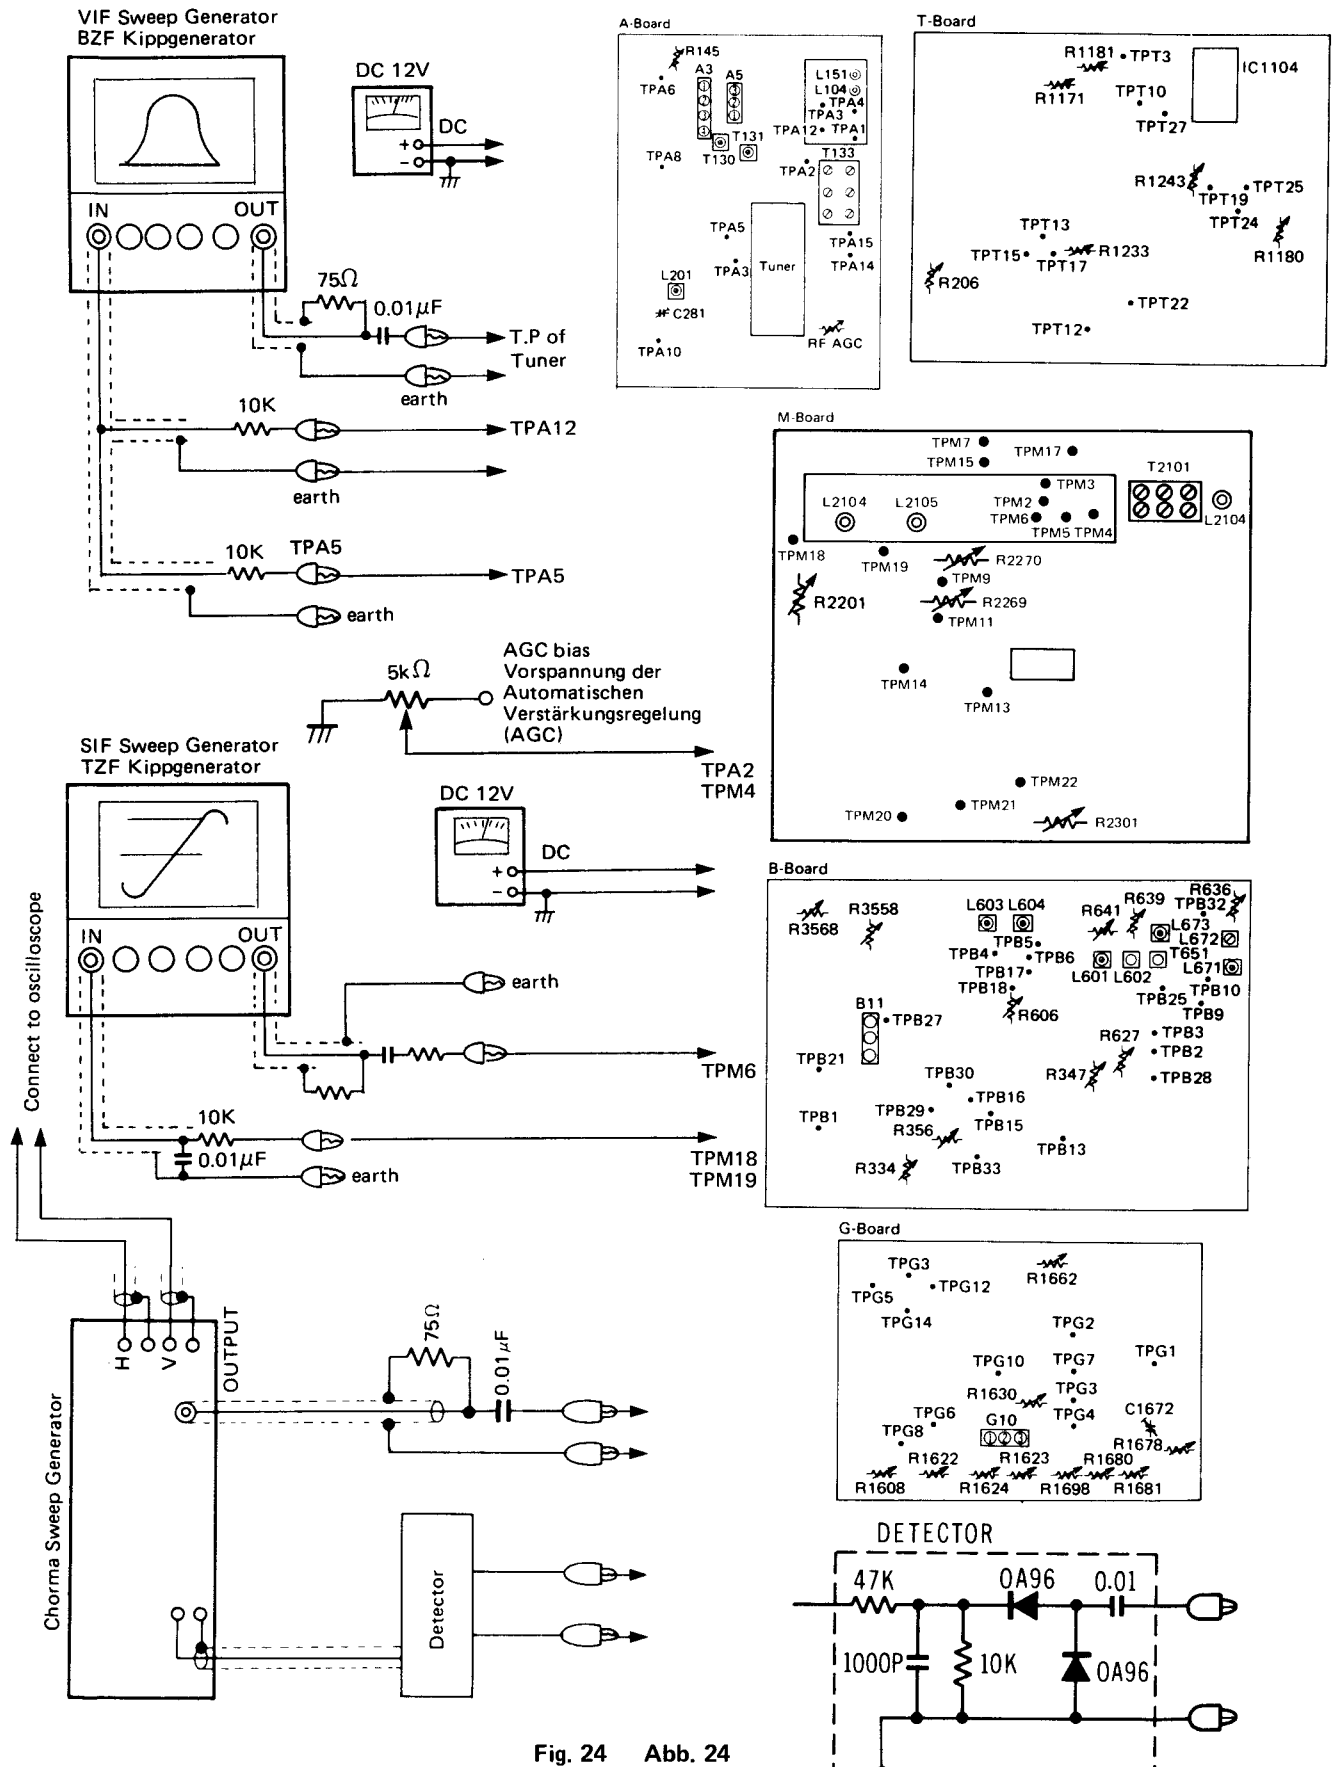 VIF Sweep Generator
BZF Kippgenerator
DC 12V
DC
+
−
IN
OUT
75Ω
0.01µF
T.P of
Tuner
earth
10K
TPA12
earth
10K
TPA5
TPA5
earth
5kΩ
AGC bias
Vorspannung der
Automatischen
Verstärkungsregelung
(AGC)
TPA2
TPM4
SIF Sweep Generator
TZF Kippgenerator
DC 12V
DC
+
−
IN
OUT
earth
TPM6
10K
0.01µF
earth
TPM18
TPM19
Connect to oscilloscope
H
V
OUTPUT
Chorma Sweep Generator
75Ω
0.01µF
Detector
A-Board
R145
TPA6
A3
A5
L151
L104
TPA4
TPA3
TPA12
TPA1
T131
T130
TPA8
T133
TPA2
TPA5
TPA3
Tuner
TPA15
TPA14
L201
C281
TPA10
RF AGC
T-Board
R1181
TPT3
IC1104
R1171
TPT10
TPT27
R1243
TPT25
TPT19
TPT24
R1180
TPT13
TPT15
TPT17
R1233
R206
TPT22
TPT12
M-Board
TPM7
TPM17
TPM15
T2101
TPM3
L2104
L2105
TPM2
TPM6
TPM5
TPM4
L2104
TPM18
TPM19
R2270
TPM9
R2201
R2269
TPM11
TPM14
TPM13
TPM22
TPM20
TPM21
R2301
B-Board
R3568
R3558
L603
L604
R641
R639
R636
TPB32
L673
L672
TPB5
TPB4
TPB6
T651
TPB17
L601
L602
L671
TPB18
TPB25
TPB10
TPB9
B11
TPB27
R606
TPB3
R627
TPB2
TPB21
R347
TPB28
TPB30
TPB16
TPB29
TPB15
TPB1
R356
TPB13
R334
TPB33
G-Board
TPG3
R1662
TPG5
TPG12
TPG14
TPG2
TPG10
TPG7
TPG1
R1630
TPG3
TPG6
G10
TPG4
C1672
TPG8
1 2 3
R1678
R1622
R1623
R1680
R1608
R1624
R1698
R1681
DETECTOR
47K
OA96
0.01
1000P
10K
OA96
Fig. 24 Abb. 24